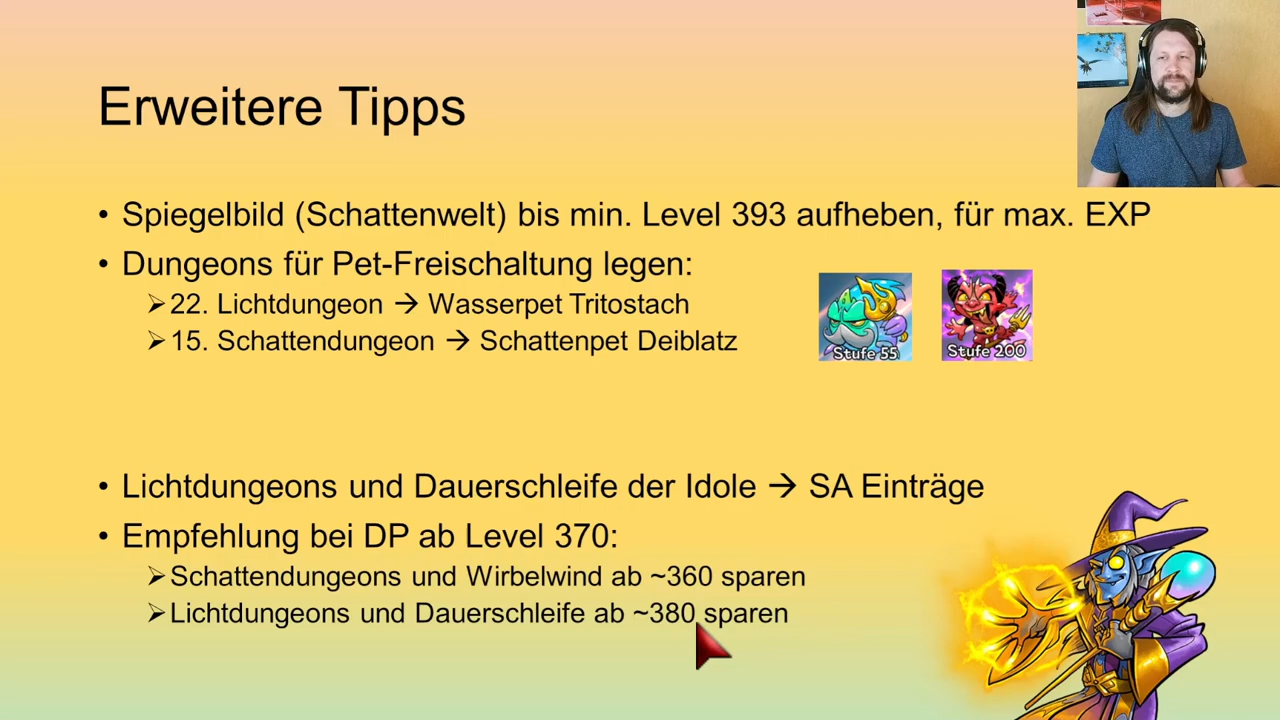 Erweitere Tipps
• Spiegelbild (Schattenwelt) bis min. Level 393 aufheben, für max. EXP
• Dungeons für Pet-Freischaltung legen:
➢22. Lichtdungeon → Wasserpet Tritostach
➢15. Schattendungeon → Schattenpet Deiblatz
Stufe 55
Stufe 200
• Lichtdungeons und Dauerschleife der Idole → SA Einträge
• Empfehlung bei DP ab Level 370:
➢Schattendungeons und Wirbelwind ab ~360 sparen
➢Lichtdungeons und Dauerschleife ab ~380 sparen